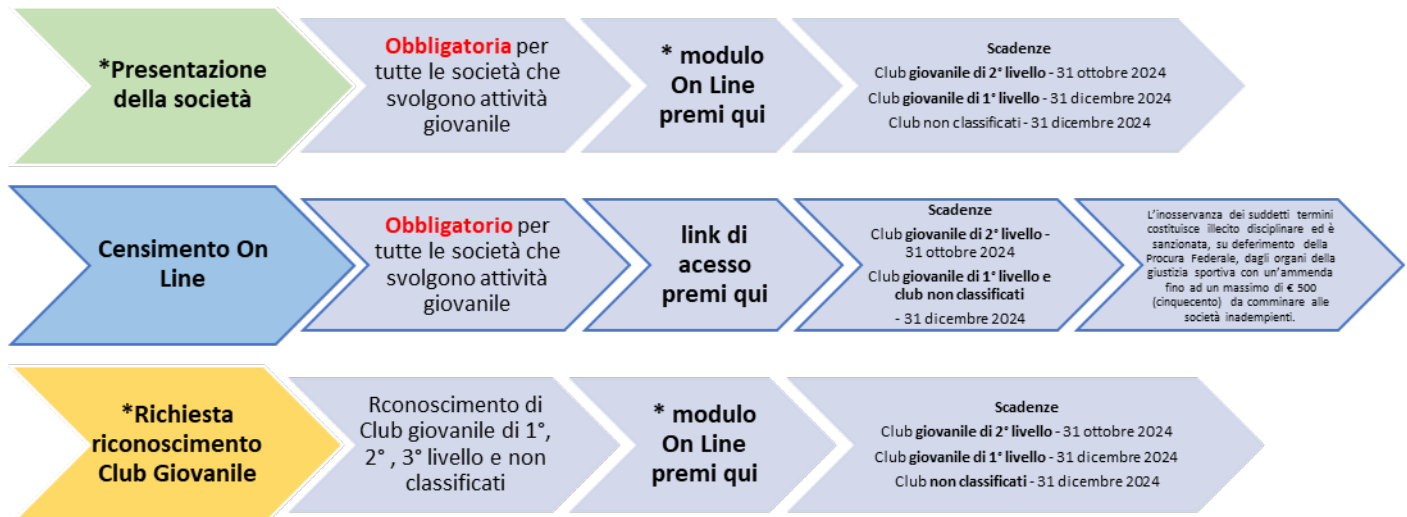 *Presentazione
della società
Obbligatoria per
tutte le società che
svolgono attività
giovanile
* modulo
On Line
premi qui
Scadenze
Club giovanile di 2° livello - 31 ottobre 2024
Club giovanile di 1° livello - 31 dicembre 2024
Club non classificati - 31 dicembre 2024
Censimento On
Line
Obbligatorio per
tutte le società che
svolgono attività
giovanile
link di
acesso
premi qui
Scadenze
Club giovanile di 2° livello -
31 ottobre 2024
Club giovanile di 1° livello e
club non classificati
- 31 dicembre 2024
L'inosservanza dei suddetti termini
costituisce illecito disciplinare ed è
sanzionata, su deferimento della
Procura Federale, dagli organi della
giustizia sportiva con un'ammenda
fino ad un massimo di € 500
(cinquecento) da comminare alle
società inadempienti.
*Richiesta
riconoscimento
Club Giovanile
Rconoscimento di
Club giovanile di 1°,
2° , 3° livello e non
classificati
* modulo
On Line
premi qui
Scadenze
Club giovanile di 2° livello - 31 ottobre 2024
Club giovanile di 1° livello - 31 dicembre 2024
Club non classificati - 31 dicembre 2024